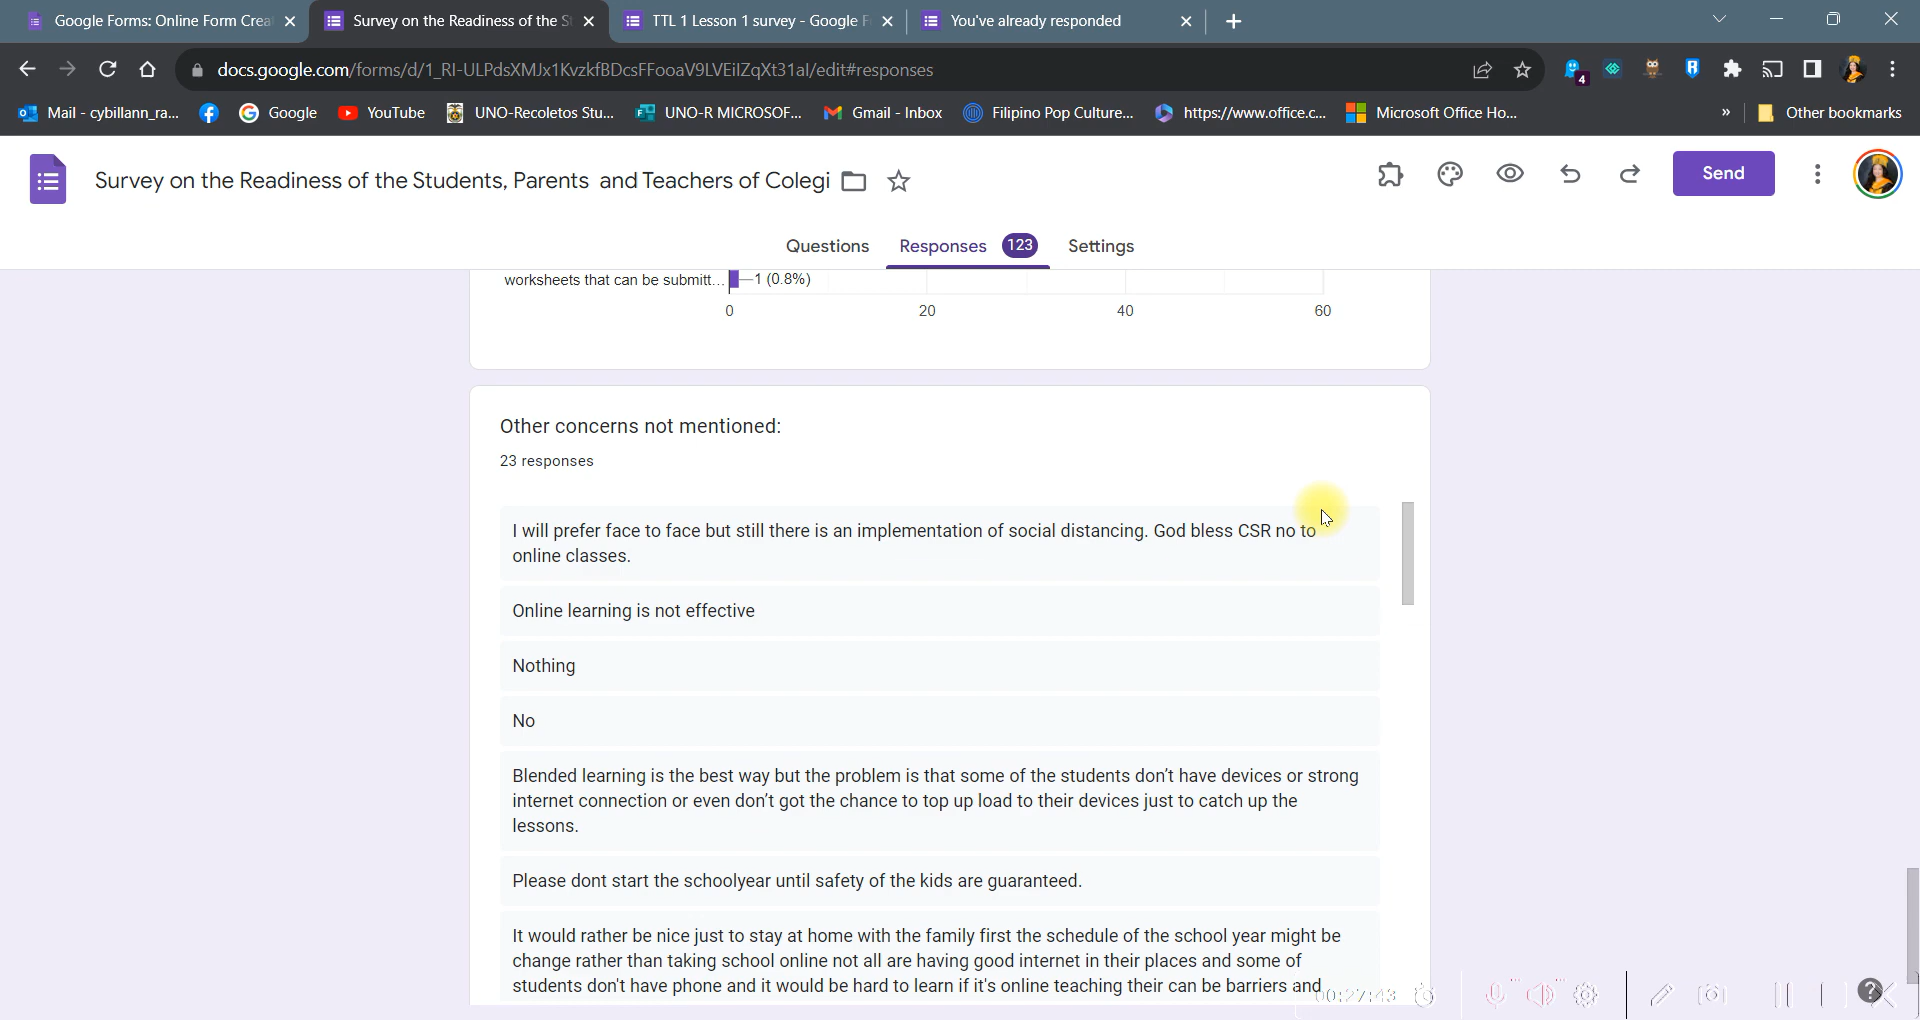 Google Forms: Online Form Crea
Survey on the Readiness of the S
TTL 1 Lesson 1 survey - Google F
You've already responded
docs.google.com/forms/d/1_RI-ULPdsXMJx1KvzkfBDcsFFooaV9LVEiIZqXt31aI/edit#responses
4
Mail - cybillann_ra...
Google
YouTube
UNO-Recoletos Stu...
UNO-R MICROSOF...
Gmail - Inbox
Filipino Pop Culture...
https://www.office.c...
Microsoft Office Ho...
»
Other bookmarks
Survey on the Readiness of the Students, Parents and Teachers of Colegi
Send
Questions
Responses 123
Settings
worksheets that can be submitt...
1 (0.8%)
0 20 40 60
Other concerns not mentioned:
23 responses
I will prefer face to face but still there is an implementation of social distancing. God bless CSR no to
online classes.
Online learning is not effective
Nothing
No
Blended learning is the best way but the problem is that some of the students don't have devices or strong
internet connection or even don't got the chance to top up load to their devices just to catch up the
lessons.
Please dont start the schoolyear until safety of the kids are guaranteed.
It would rather be nice just to stay at home with the family first the schedule of the school year might be
change rather than taking school online not all are having good internet in their places and some of
students don't have phone and it would be hard to learn if it's online teaching their can be barriers and
00:27:43